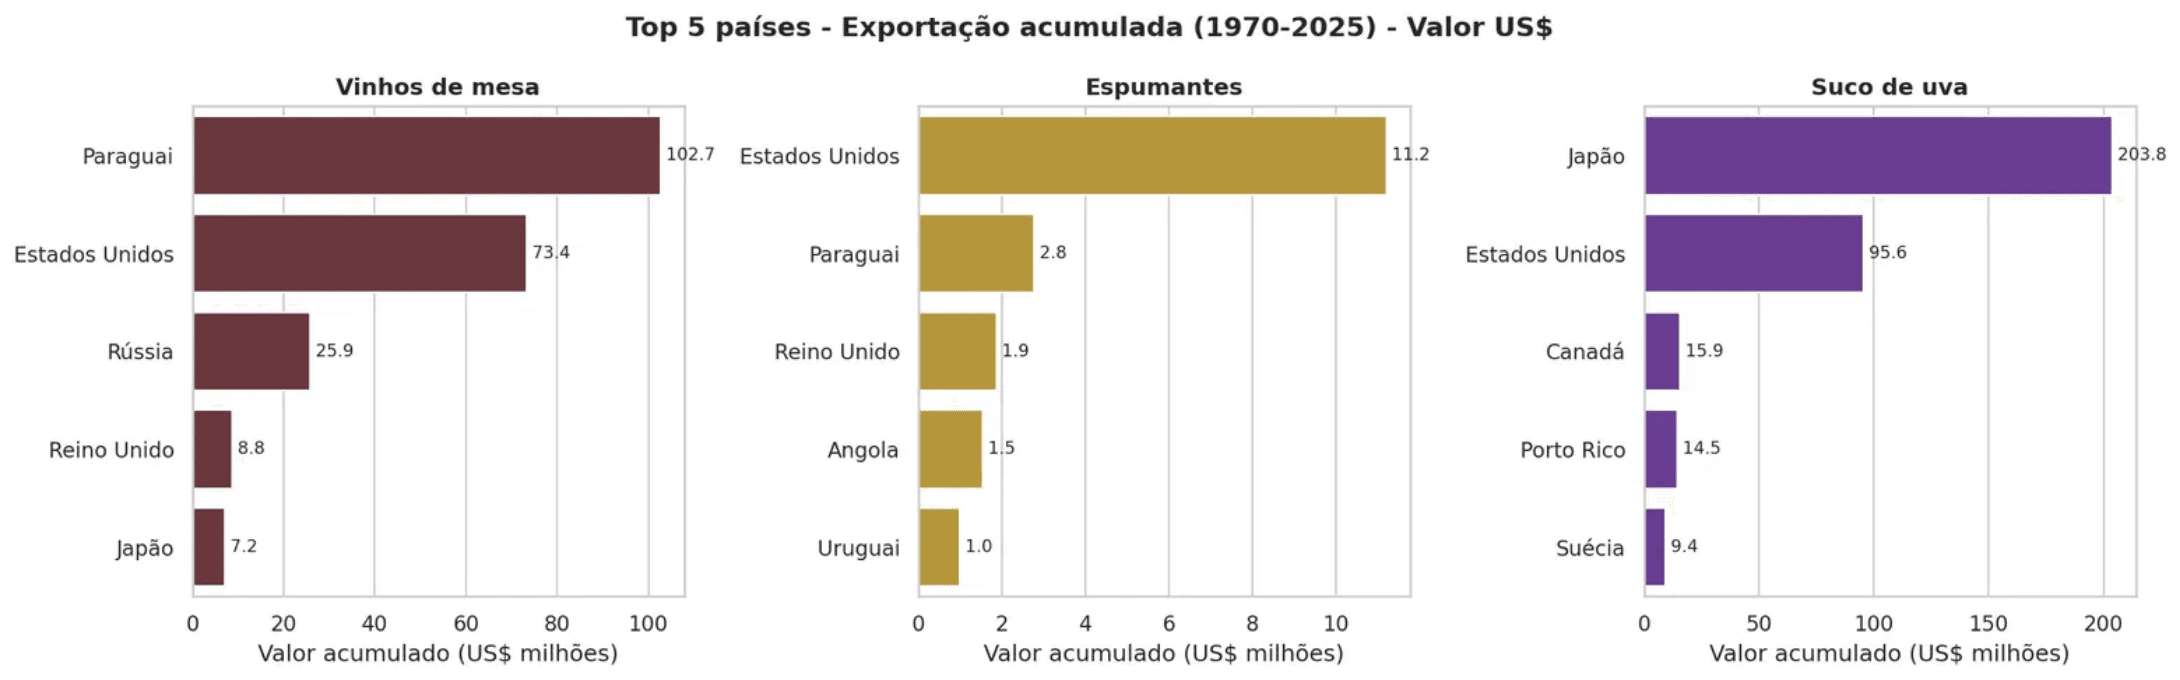 Top 5 países - Exportação acumulada (1970-2025) - Valor US$
Vinhos de mesa
Paraguai 102.7
Estados Unidos 73.4
Rússia 25.9
Reino Unido 8.8
Japão 7.2
0 20 40 60 80 100
Valor acumulado (US$ milhões)
Espumantes
Estados Unidos 11.2
Paraguai 2.8
Reino Unido 1.9
Angola 1.5
Uruguai 1.0
0 2 4 6 8 10
Valor acumulado (US$ milhões)
Suco de uva
Japão 203.8
Estados Unidos 95.6
Canadá 15.9
Porto Rico 14.5
Suécia 9.4
0 50 100 150 200
Valor acumulado (US$ milhões)